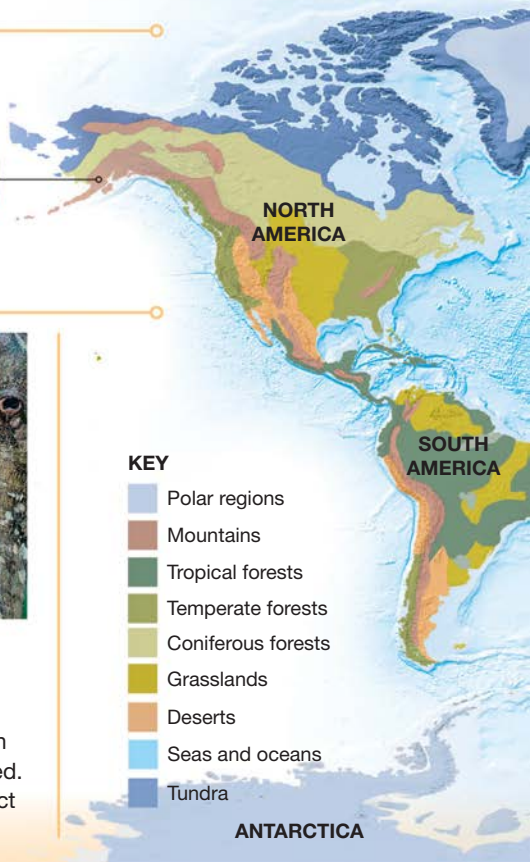 NORTH
AMERICA
SOUTH
AMERICA
KEY
Polar regions
Mountains
Tropical forests
Temperate forests
Coniferous forests
Grasslands
Deserts
Seas and oceans
Tundra
ANTARCTICA